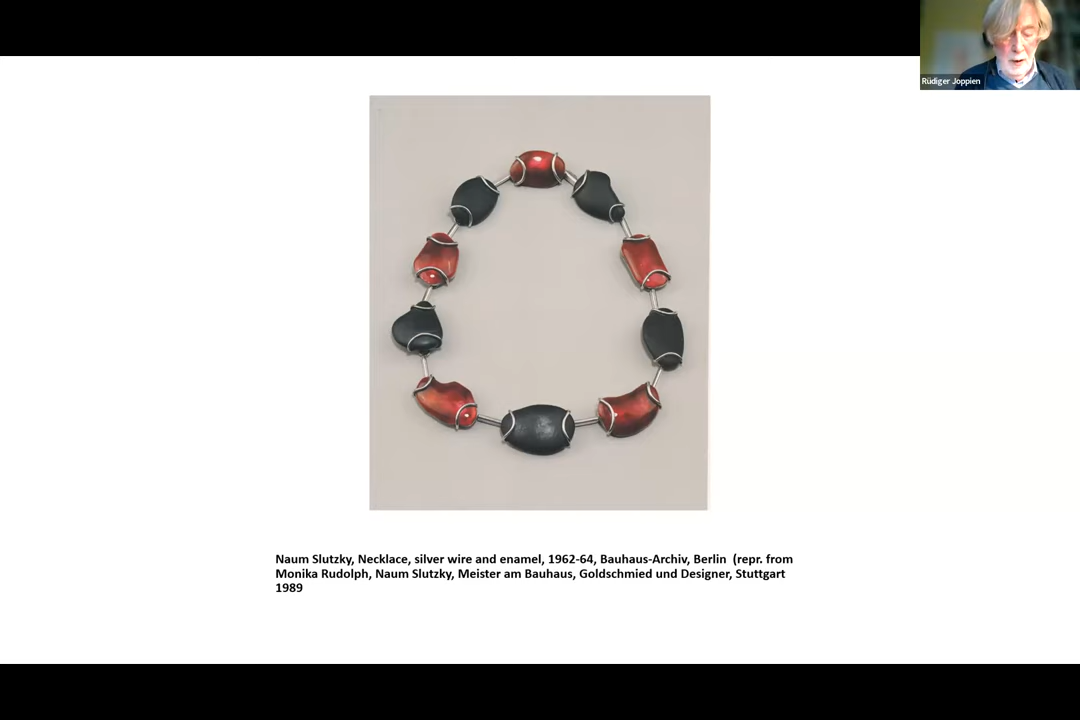 Rüdiger Joppien
Naum Slutzky, Necklace, silver wire and enamel, 1962-64, Bauhaus-Archiv, Berlin  (repr. from
Monika Rudolph, Naum Slutzky, Meister am Bauhaus, Goldschmied und Designer, Stuttgart
1989